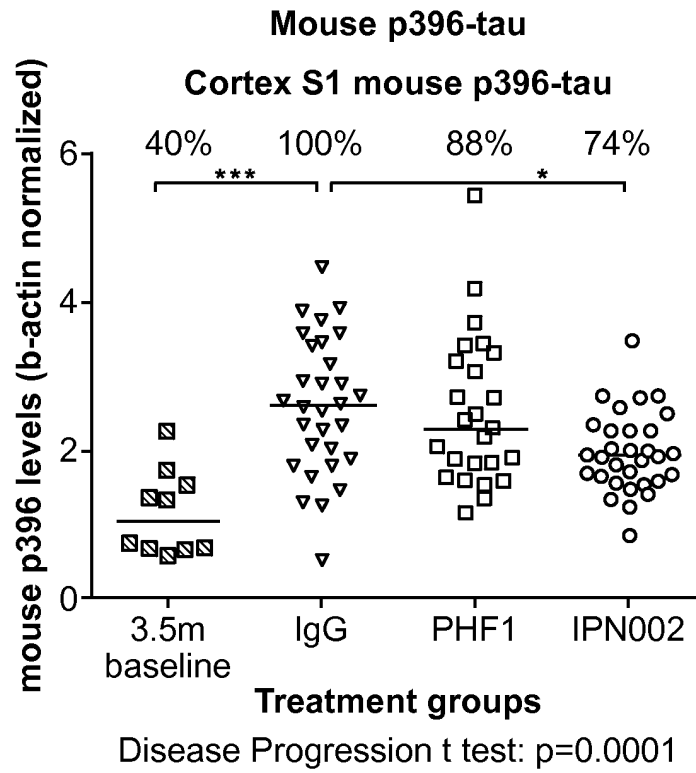 Mouse p396-tau
Cortex S1 mouse p396-tau
mouse p396 levels (b-actin normalized)
40% 100% 88% 74%
*** *
6
4
2
0
3.5m baseline IgG PHF1 IPN002
Treatment groups
Disease Progression t test: p=0.0001